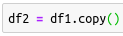 df2 = df1.copy()